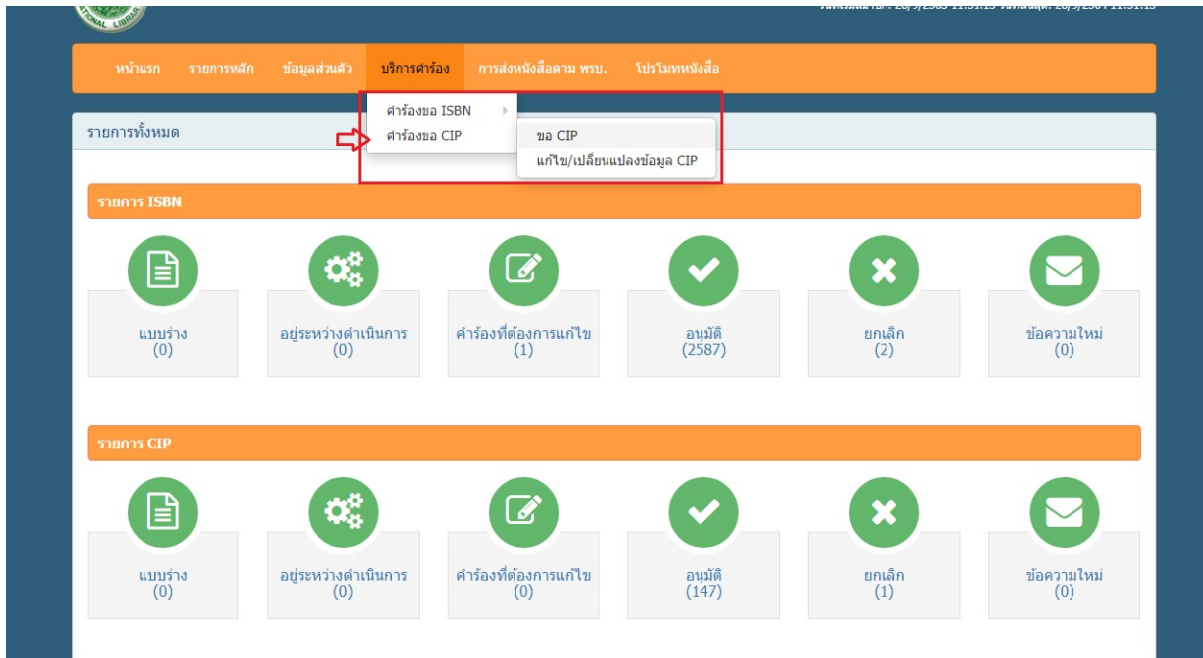 NATIONAL LIBRARY
หน้าแรก รายการหลัก ข้อมูลส่วนตัว บริการคำร้อง การส่งหนังสือตาม พรบ. โปรโมทหนังสือ
คำร้องขอ ISBN
คำร้องขอ CIP
ขอ CIP
แก้ไข/เปลี่ยนแปลงข้อมูล CIP
รายการทั้งหมด
รายการ ISBN
แบบร่าง อยู่ระหว่างดำเนินการ คำร้องที่ต้องการแก้ไข อนุมัติ ยกเลิก ข้อความใหม่
(0) (0) (1) (2587) (2) (0)
รายการ CIP
แบบร่าง อยู่ระหว่างดำเนินการ คำร้องที่ต้องการแก้ไข อนุมัติ ยกเลิก ข้อความใหม่
(0) (0) (0) (147) (1) (0)